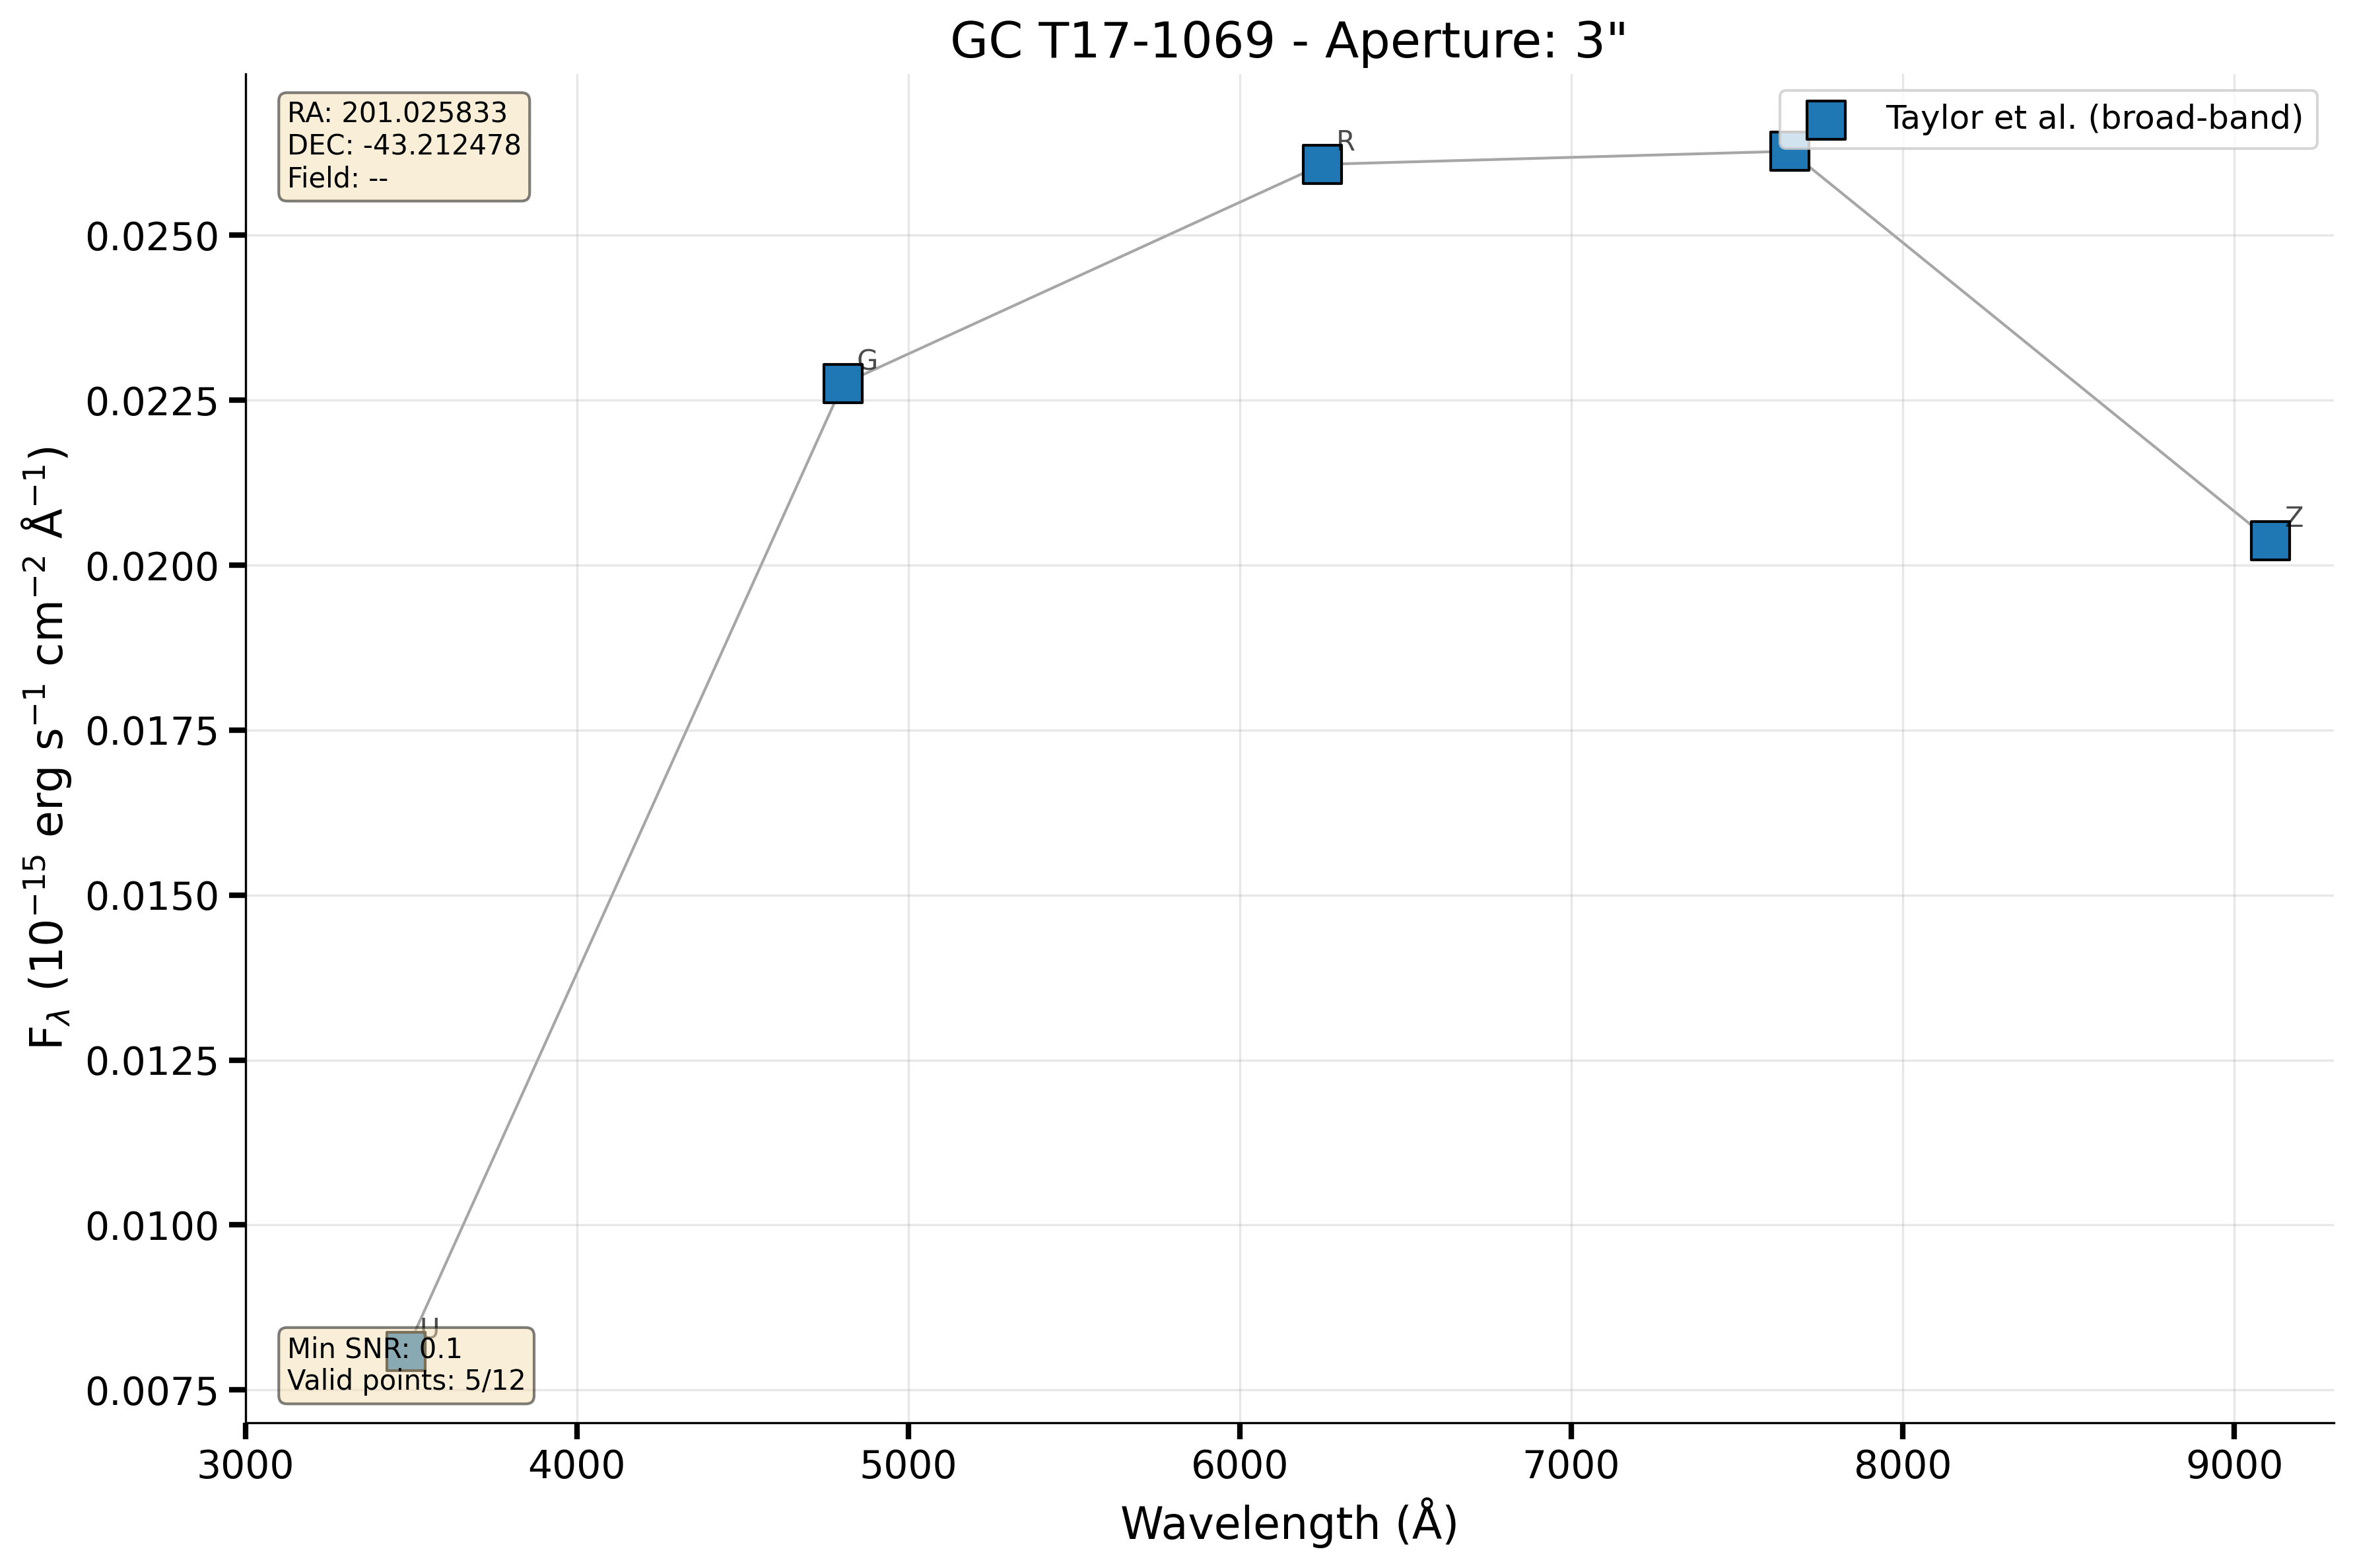 GC T17-1069 - Aperture: 3"
RA: 201.025833
DEC: -43.212478
Field: --
Taylor et al. (broad-band)
R
G
Z
U
Min SNR: 0.1
Valid points: 5/12
F_λ (10⁻¹⁵ erg s⁻¹ cm⁻² Å⁻¹)
0.0250
0.0225
0.0200
0.0175
0.0150
0.0125
0.0100
0.0075
3000 4000 5000 6000 7000 8000 9000
Wavelength (Å)